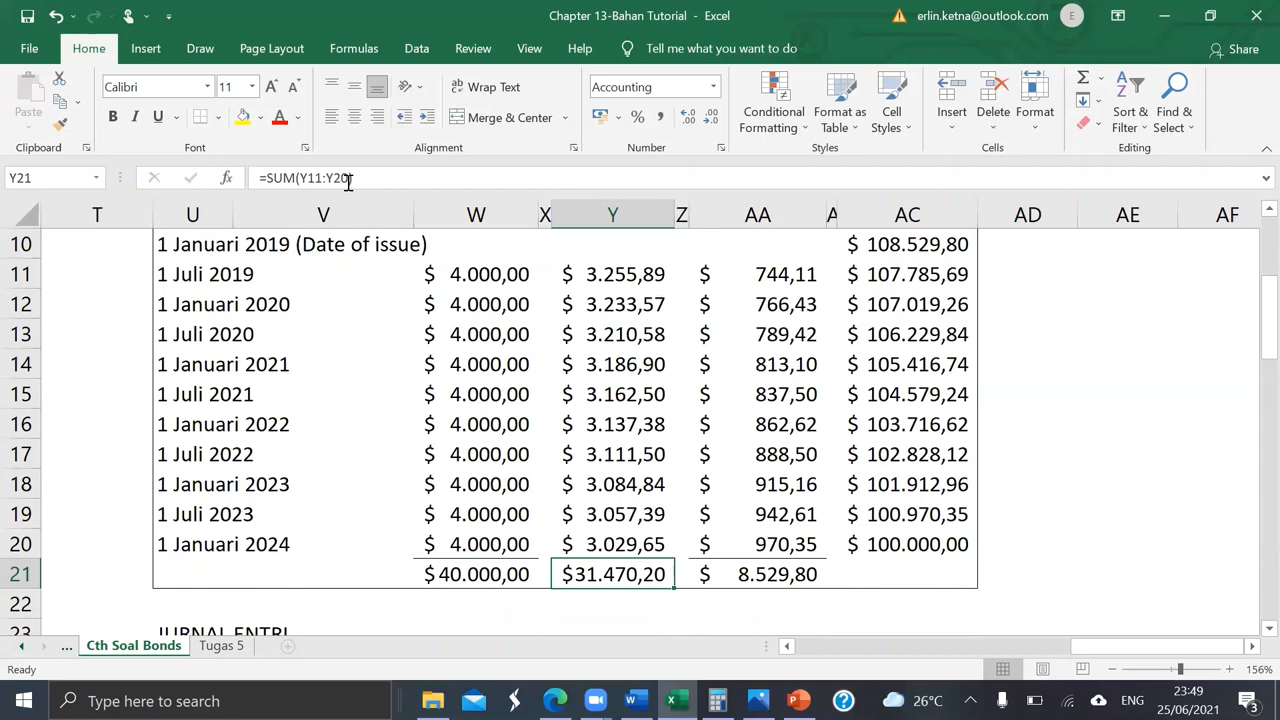 Chapter 13-Bahan Tutorial - Excel
erlin.ketna@outlook.com
E
File Home Insert Draw Page Layout Formulas Data Review View Help Tell me what you want to do Share
Calibri 11 A A Wrap Text Accounting
Paste B I U A Merge & Center % , Conditional Formatting Format as Table Cell Styles Insert Delete Format Sort & Filter Find & Select
Clipboard Font Alignment Number Styles Cells Editing
Y21 fx =SUM(Y11:Y20)
T U V W X Y Z AA A AC AD AE AF
10 1 Januari 2019 (Date of issue) $ 108.529,80
11 1 Juli 2019 $ 4.000,00 $ 3.255,89 $ 744,11 $ 107.785,69
12 1 Januari 2020 $ 4.000,00 $ 3.233,57 $ 766,43 $ 107.019,26
13 1 Juli 2020 $ 4.000,00 $ 3.210,58 $ 789,42 $ 106.229,84
14 1 Januari 2021 $ 4.000,00 $ 3.186,90 $ 813,10 $ 105.416,74
15 1 Juli 2021 $ 4.000,00 $ 3.162,50 $ 837,50 $ 104.579,24
16 1 Januari 2022 $ 4.000,00 $ 3.137,38 $ 862,62 $ 103.716,62
17 1 Juli 2022 $ 4.000,00 $ 3.111,50 $ 888,50 $ 102.828,12
18 1 Januari 2023 $ 4.000,00 $ 3.084,84 $ 915,16 $ 101.912,96
19 1 Juli 2023 $ 4.000,00 $ 3.057,39 $ 942,61 $ 100.970,35
20 1 Januari 2024 $ 4.000,00 $ 3.029,65 $ 970,35 $ 100.000,00
21 $ 40.000,00 $ 31.470,20 $ 8.529,80
22
23 JURNAL ENTRI
... Cth Soal Bonds Tugas 5
Ready 156%
Type here to search 26°C ENG 23:49
25/06/2021 3